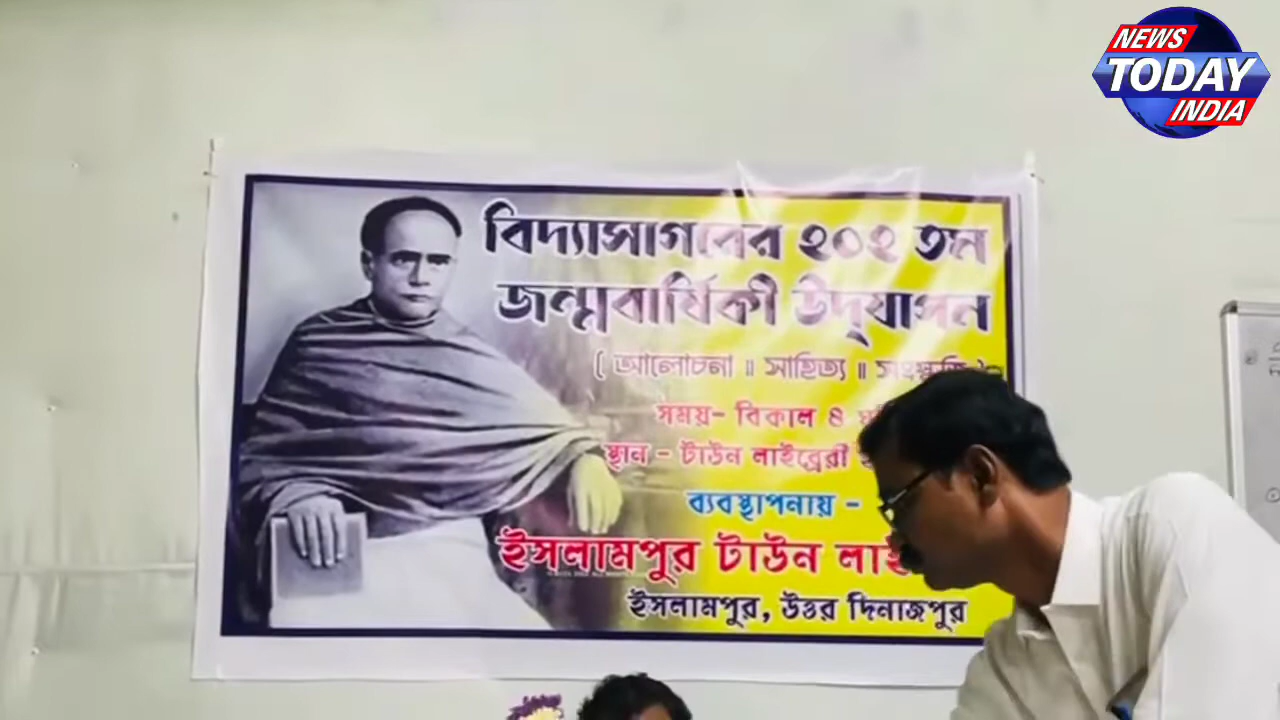 NEWS
TODAY
INDIA
বিদ্যাসাগরের ২০২ তম
জন্মবার্ষিকী উদ্‌যাপন
( আলোচনা ॥ সাহিত্য ॥
সময়- বিকাল ৪
স্থান - টাউন লাইব্রেরী
ব্যবস্থাপনায় -
ইসলামপুর টাউন
ইসলামপুর, উত্তর দিনাজপুর